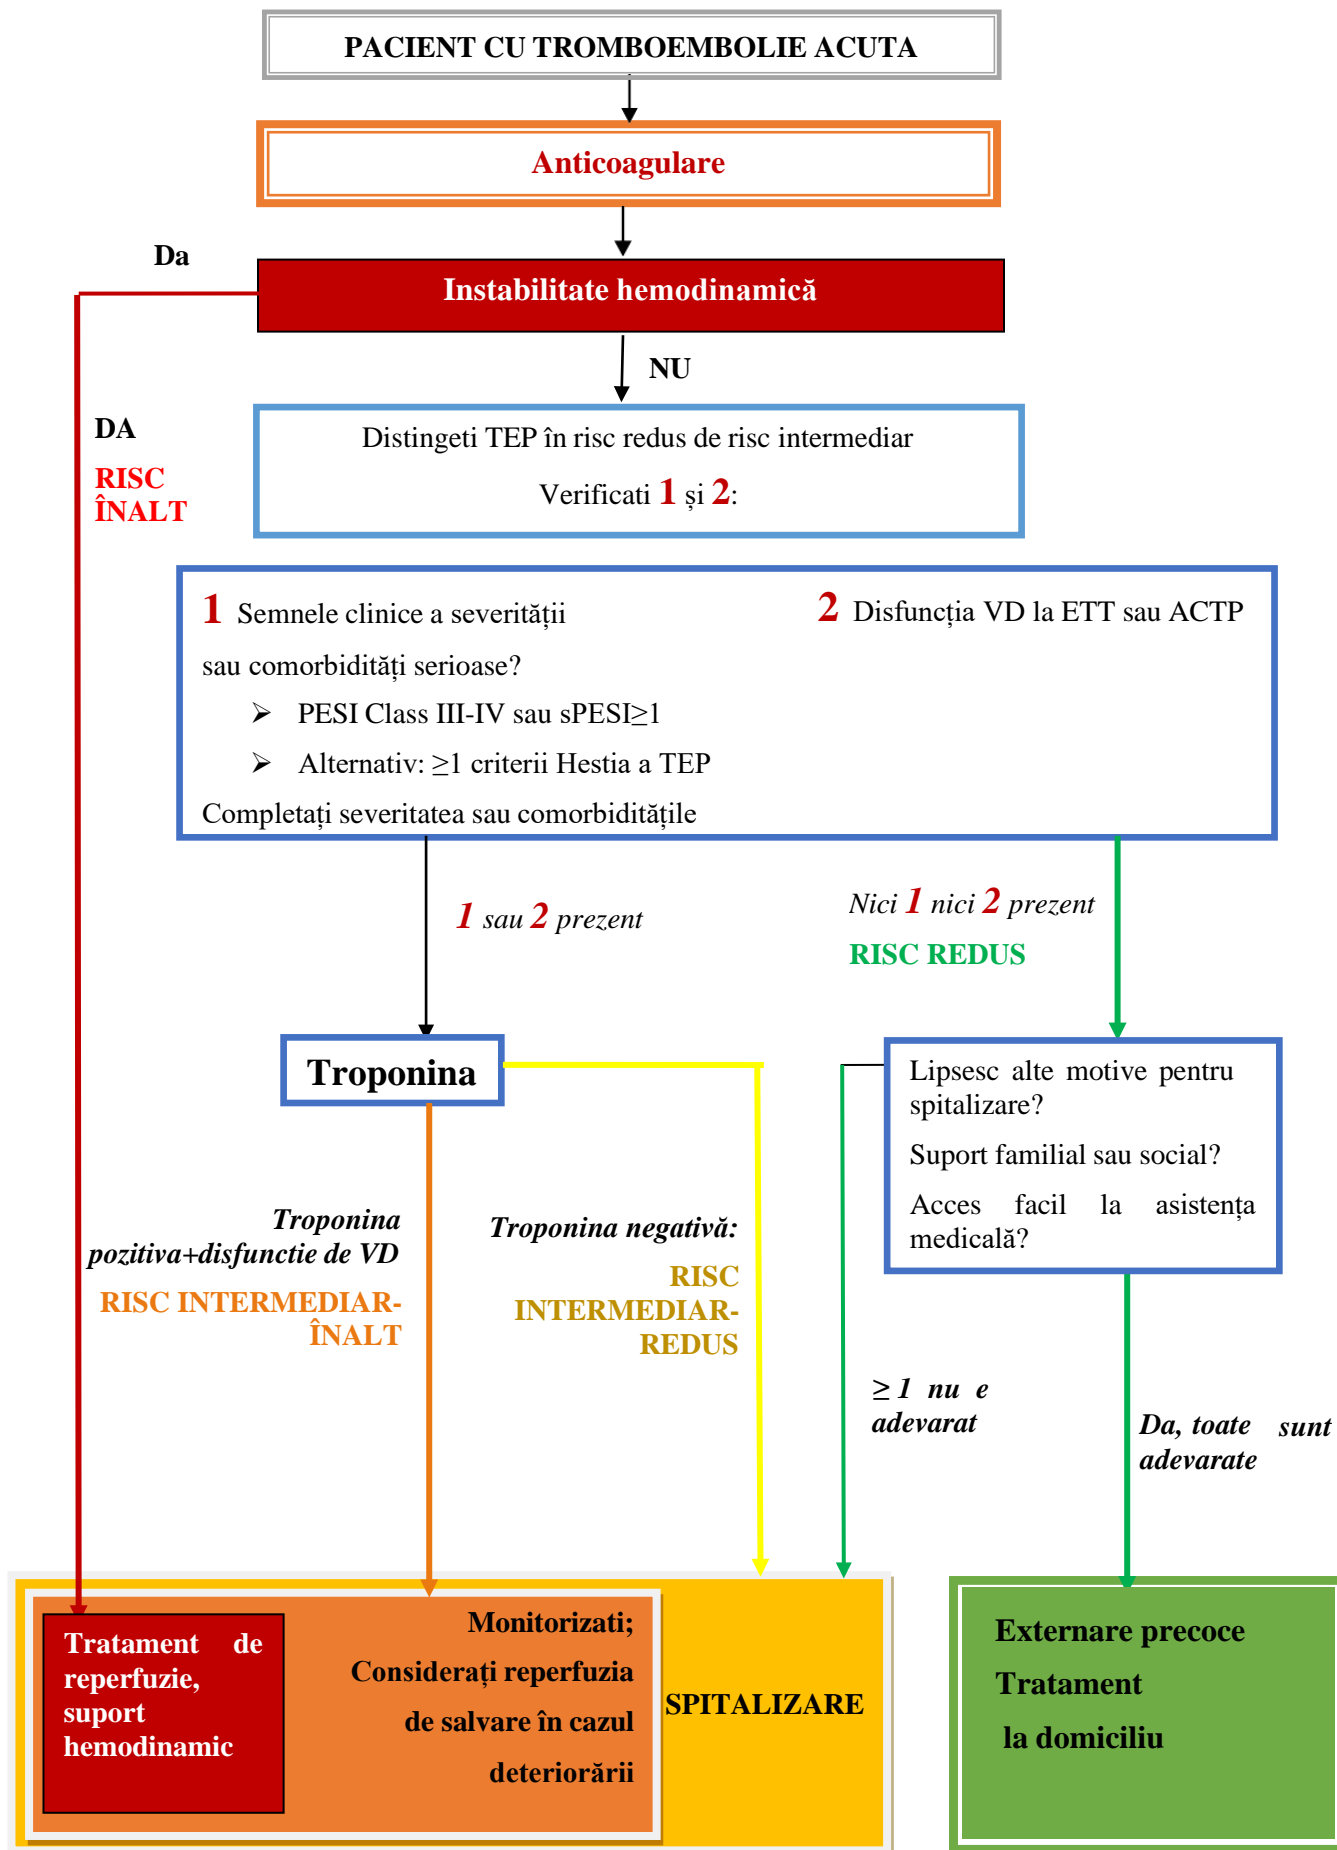 PACIENT CU TROMBOEMBOLIE ACUTA
Anticoagulare
Da
Instabilitate hemodinamică
NU
DA
RISC
ÎNALT
Distingeti TEP în risc redus de risc intermediar
Verificati 1 și 2:
1 Semnele clinice a severității
sau comorbidități serioase?
➢ PESI Class III-IV sau sPESI≥1
➢ Alternativ: ≥1 criterii Hestia a TEP
Completați severitatea sau comorbiditățile
2 Disfuncția VD la ETT sau ACTP
1 sau 2 prezent
Nici 1 nici 2 prezent
RISC REDUS
Troponina
Lipsesc alte motive pentru
spitalizare?
Suport familial sau social?
Acces facil la asistența
medicală?
Troponina
pozitiva+disfunctie de VD
RISC INTERMEDIAR-
ÎNALT
Troponina negativă:
RISC
INTERMEDIAR-
REDUS
≥ 1 nu e
adevarat
Da, toate sunt
adevarate
Tratament de
reperfuzie,
suport
hemodinamic
Monitorizati;
Considerați reperfuzia
de salvare în cazul
deteriorării
SPITALIZARE
Externare precoce
Tratament
la domiciliu